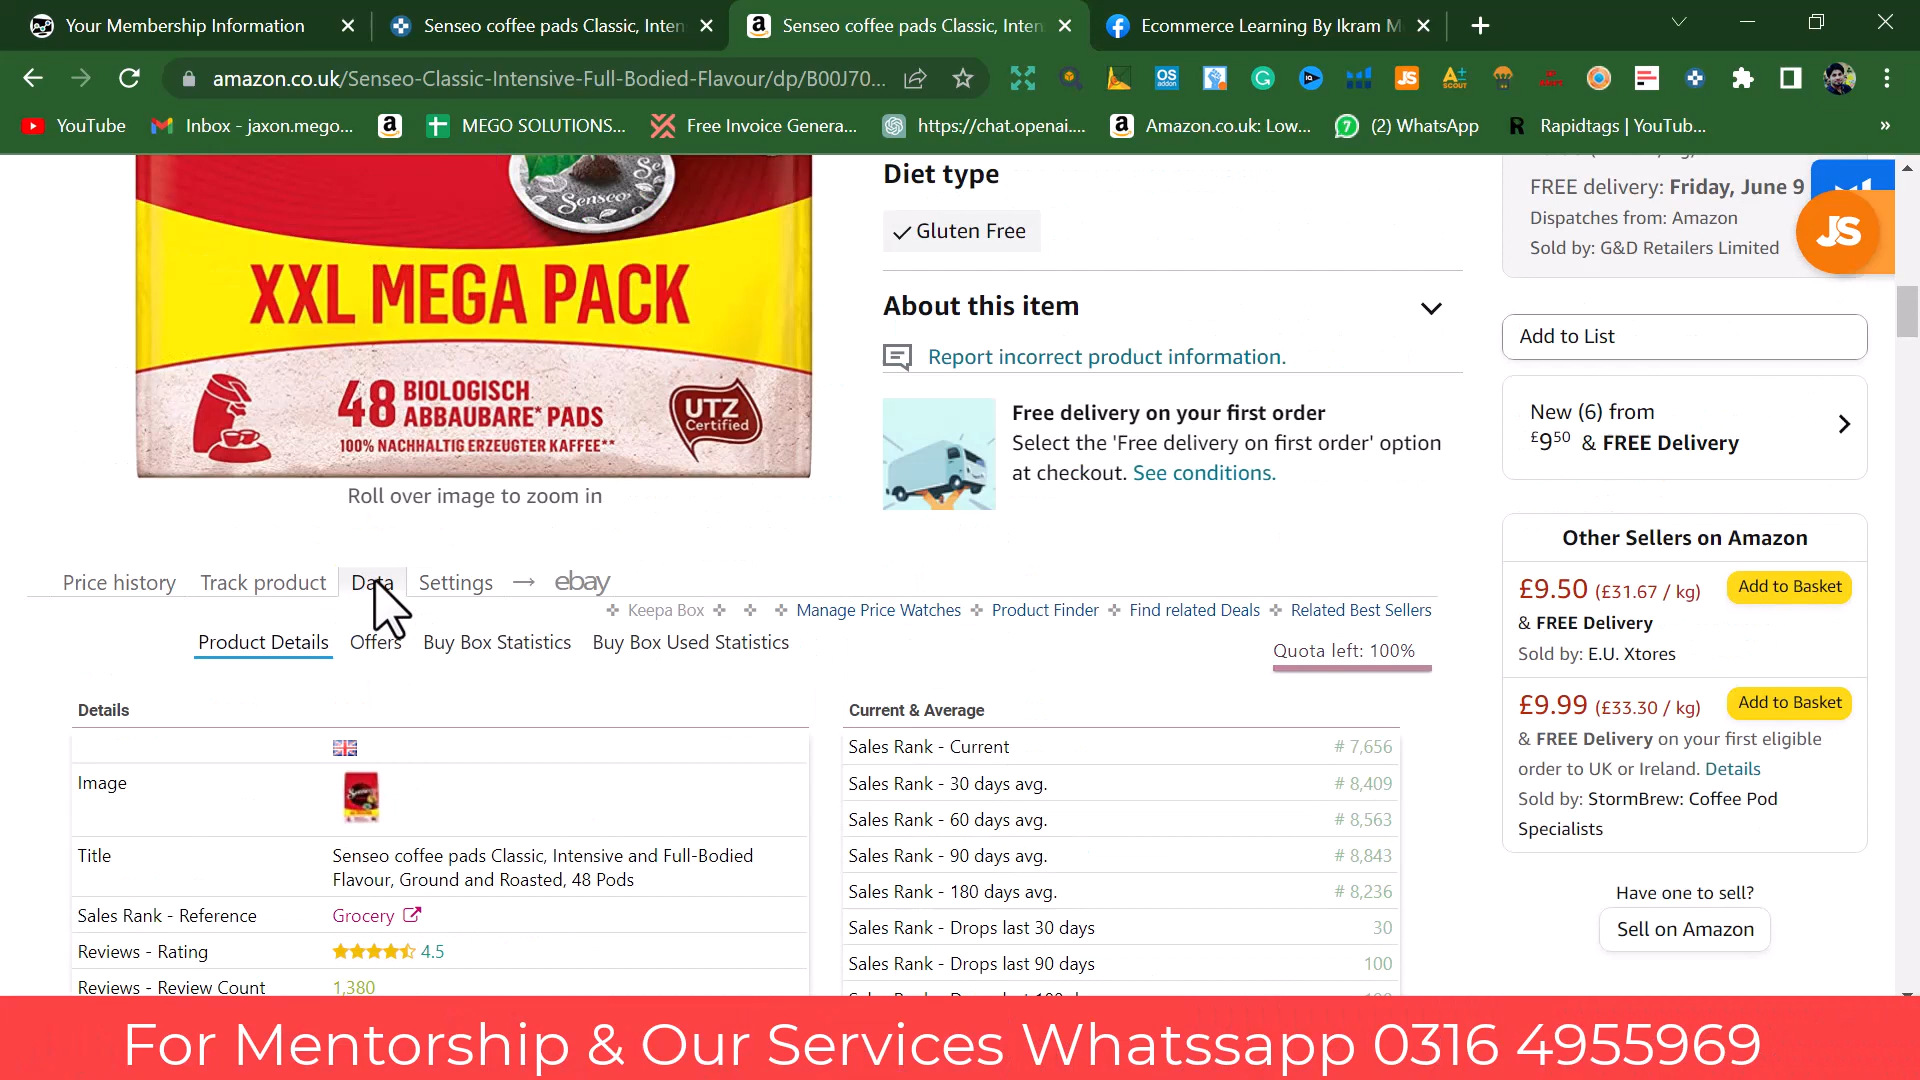 Your Membership Information
Senseo coffee pads Classic, Inten
Senseo coffee pads Classic, Inten
Ecommerce Learning By Ikram M
amazon.co.uk/Senseo-Classic-Intensive-Full-Bodied-Flavour/dp/B00J70...
YouTube
Inbox - jaxon.mego...
MEGO SOLUTIONS...
Free Invoice Genera...
https://chat.openai....
Amazon.co.uk: Low...
(2) WhatsApp
Rapidtags | YouTub...
Senseo
XXL MEGA PACK
48 BIOLOGISCH
ABBAUBARE* PADS
100% NACHHALTIG ERZEUGTER KAFFEE**
UTZ
Certified
Roll over image to zoom in
Diet type
Gluten Free
About this item
Report incorrect product information.
Free delivery on your first order
Select the 'Free delivery on first order' option
at checkout. See conditions.
FREE delivery: Friday, June 9
Dispatches from: Amazon
Sold by: G&D Retailers Limited
JS
Add to List
New (6) from
£9.50 & FREE Delivery
Other Sellers on Amazon
£9.50 (£31.67 / kg)
Add to Basket
& FREE Delivery
Sold by: E.U. Xtores
£9.99 (£33.30 / kg)
Add to Basket
& FREE Delivery on your first eligible
order to UK or Ireland. Details
Sold by: StormBrew: Coffee Pod
Specialists
Have one to sell?
Sell on Amazon
Price history
Track product
Data
Settings
ebay
Keepa Box
Manage Price Watches
Product Finder
Find related Deals
Related Best Sellers
Product Details
Offers
Buy Box Statistics
Buy Box Used Statistics
Quota left: 100%
Details
Image
Title
Senseo coffee pads Classic, Intensive and Full-Bodied
Flavour, Ground and Roasted, 48 Pods
Sales Rank - Reference
Grocery
Reviews - Rating
4.5
Reviews - Review Count
1,380
Current & Average
Sales Rank - Current
# 7,656
Sales Rank - 30 days avg.
# 8,409
Sales Rank - 60 days avg.
# 8,563
Sales Rank - 90 days avg.
# 8,843
Sales Rank - 180 days avg.
# 8,236
Sales Rank - Drops last 30 days
30
Sales Rank - Drops last 90 days
100
For Mentorship & Our Services Whatssapp 0316 4955969